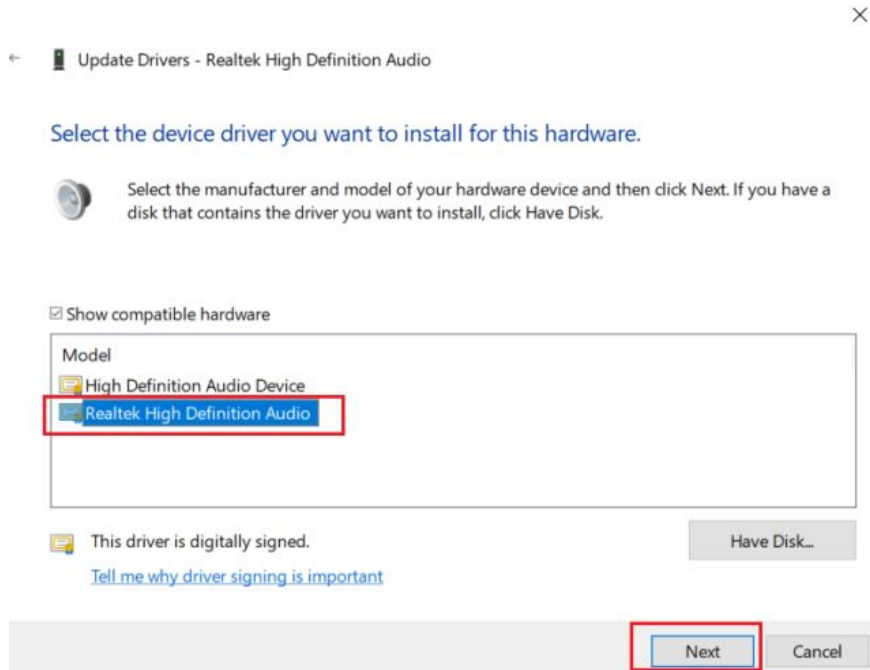 Update Drivers - Realtek High Definition Audio
Select the device driver you want to install for this hardware.
Select the manufacturer and model of your hardware device and then click Next. If you have a
disk that contains the driver you want to install, click Have Disk.
Show compatible hardware
Model
High Definition Audio Device
Realtek High Definition Audio
This driver is digitally signed.
Have Disk...
Tell me why driver signing is important
Next
Cancel